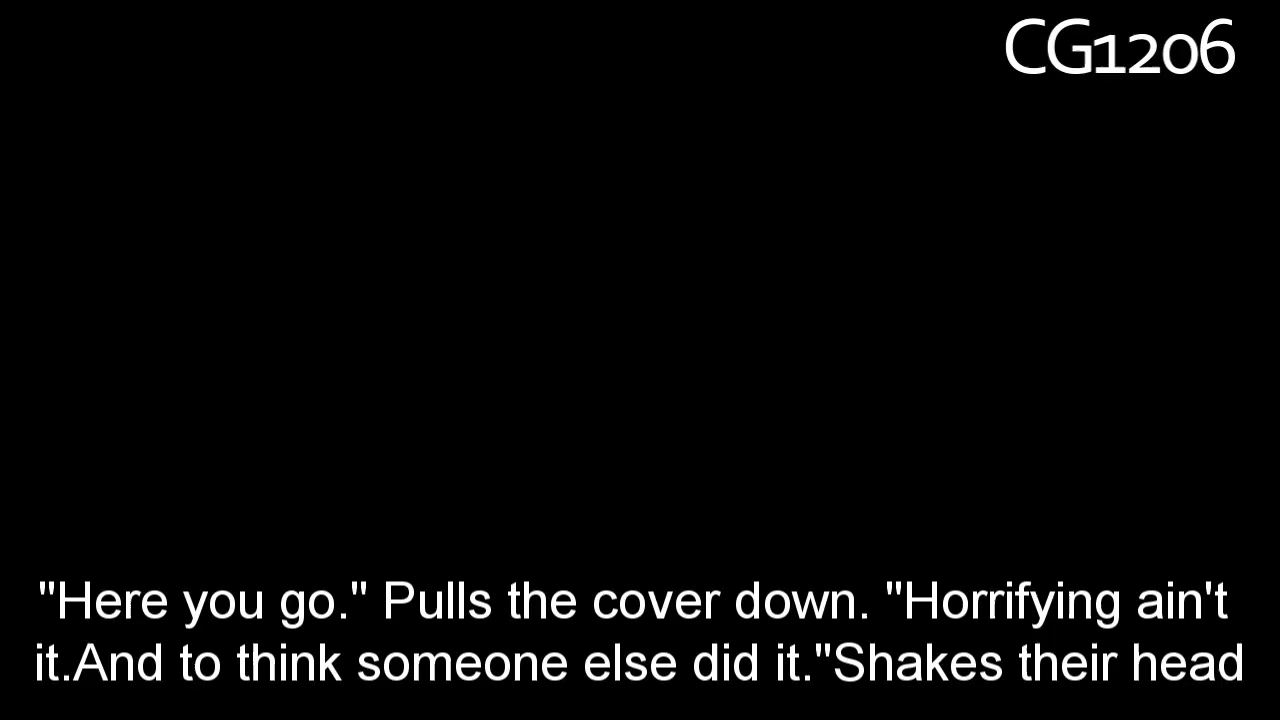 CG1206
"Here you go." Pulls the cover down. "Horrifying ain't
it.And to think someone else did it."Shakes their head